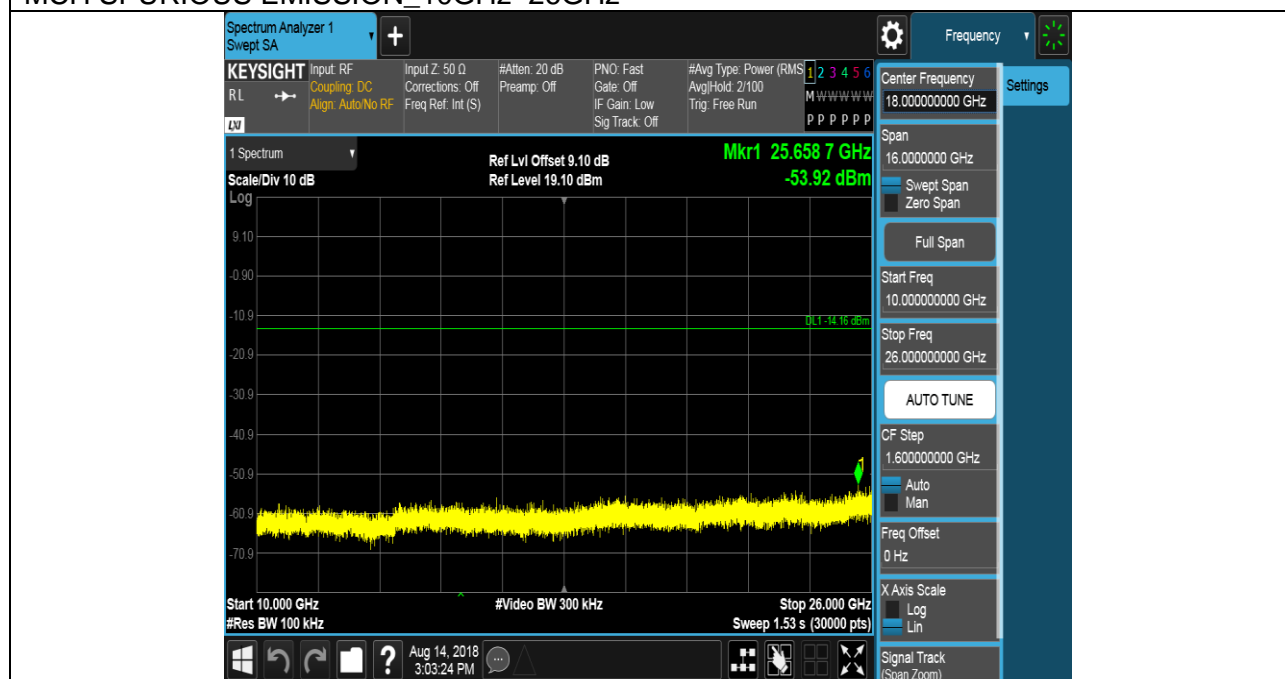 Spectrum Analyzer 1
Swept SA
+
Frequency
KEYSIGHT
RL
LXI
Input: RF
Coupling: DC
Align: Auto/No RF
Input Z: 50 Ω
Corrections: Off
Freq Ref: Int (S)
#Atten: 20 dB
Preamp: Off
PNO: Fast
Gate: Off
IF Gain: Low
Sig Track: Off
#Avg Type: Power (RMS
Avg|Hold: 2/100
Trig: Free Run
1 2 3 4 5 6
M W W W W W
P P P P P P
1 Spectrum
Scale/Div 10 dB
Log
Ref Lvl Offset 9.10 dB
Ref Level 19.10 dBm
Mkr1 25.658 7 GHz
-53.92 dBm
9.10
-0.90
-10.9
DL1 -14.16 dBm
-20.9
-30.9
-40.9
-50.9
1
-60.9
-70.9
Start 10.000 GHz
#Res BW 100 kHz
#Video BW 300 kHz
Stop 26.000 GHz
Sweep 1.53 s (30000 pts)
?
Aug 14, 2018
3:03:24 PM
Center Frequency
18.000000000 GHz
Settings
Span
16.0000000 GHz
Swept Span
Zero Span
Full Span
Start Freq
10.000000000 GHz
Stop Freq
26.000000000 GHz
AUTO TUNE
CF Step
1.600000000 GHz
Auto
Man
Freq Offset
0 Hz
X Axis Scale
Log
Lin
Signal Track
(Span Zoom)